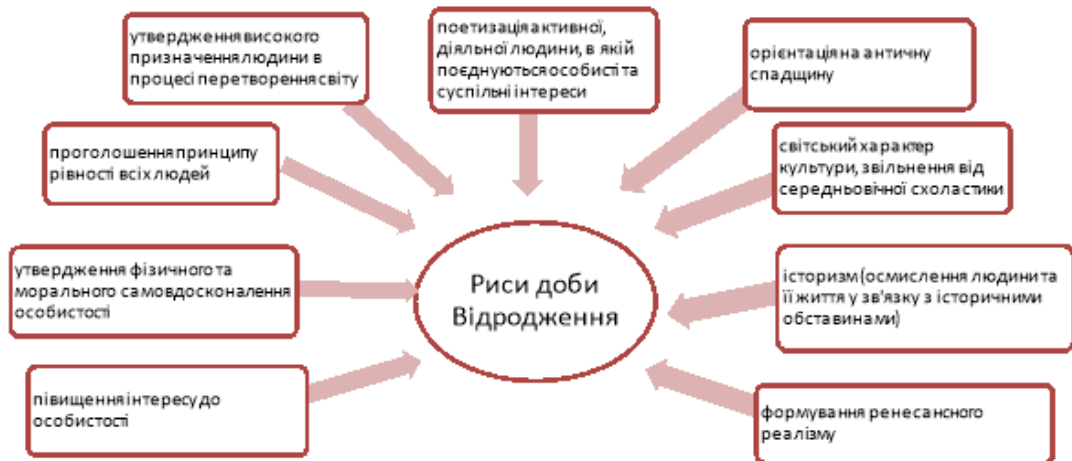 утвердження високого
призначення людини в
процесі перетворення світу
поетизація активної,
діяльної людини, в якій
поєднуються особисті та
суспільні інтереси
орієнтація на античну
спадщину
проголошення принципу
рівності всіх людей
світський характер
культури, звільнення від
середньовічної схоластики
утвердження фізичного та
морального самовдосконалення
особистості
Риси доби
Відродження
історизм (осмислення людини та
її життя у зв'язку з історичними
обставинами)
півищення інтересу до
особистості
формування ренесансного
реалізму